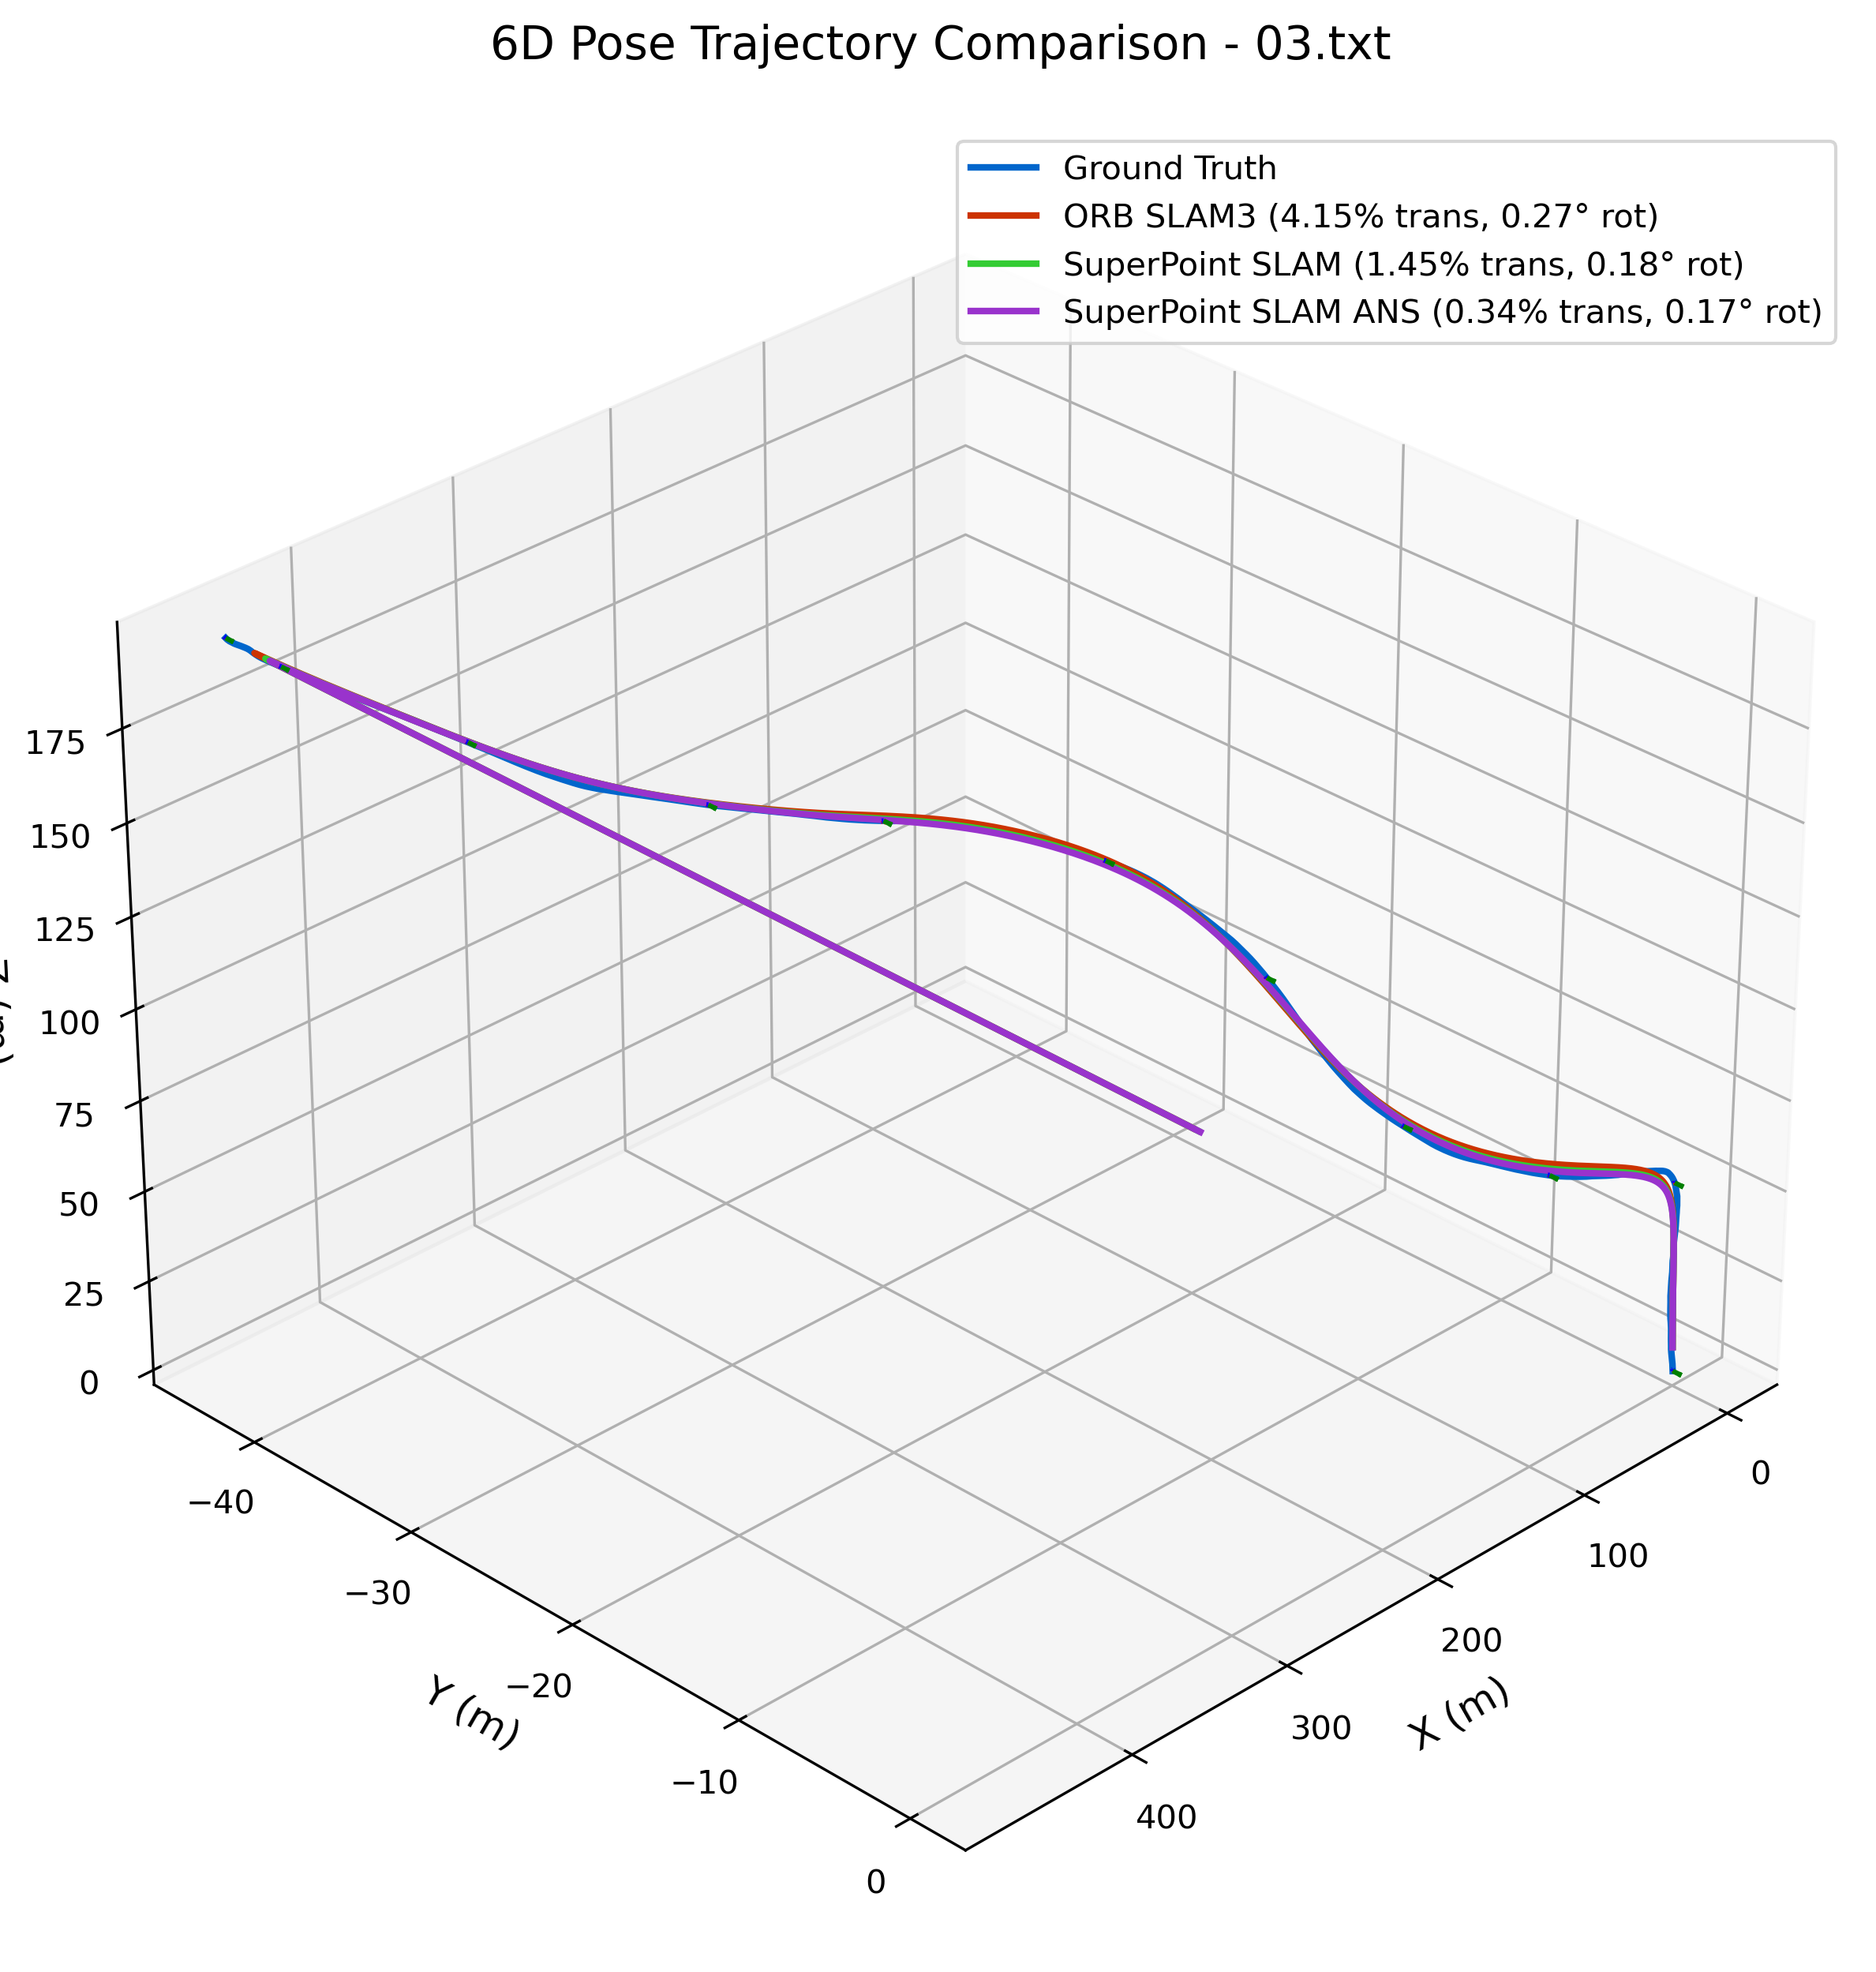 6D Pose Trajectory Comparison - 03.txt
Ground Truth
ORB SLAM3 (4.15% trans, 0.27° rot)
SuperPoint SLAM (1.45% trans, 0.18° rot)
SuperPoint SLAM ANS (0.34% trans, 0.17° rot)
175
150
125
100
75
50
25
0
−40
−30
−20
−10
0
Y (m)
0
100
200
300
400
X (m)